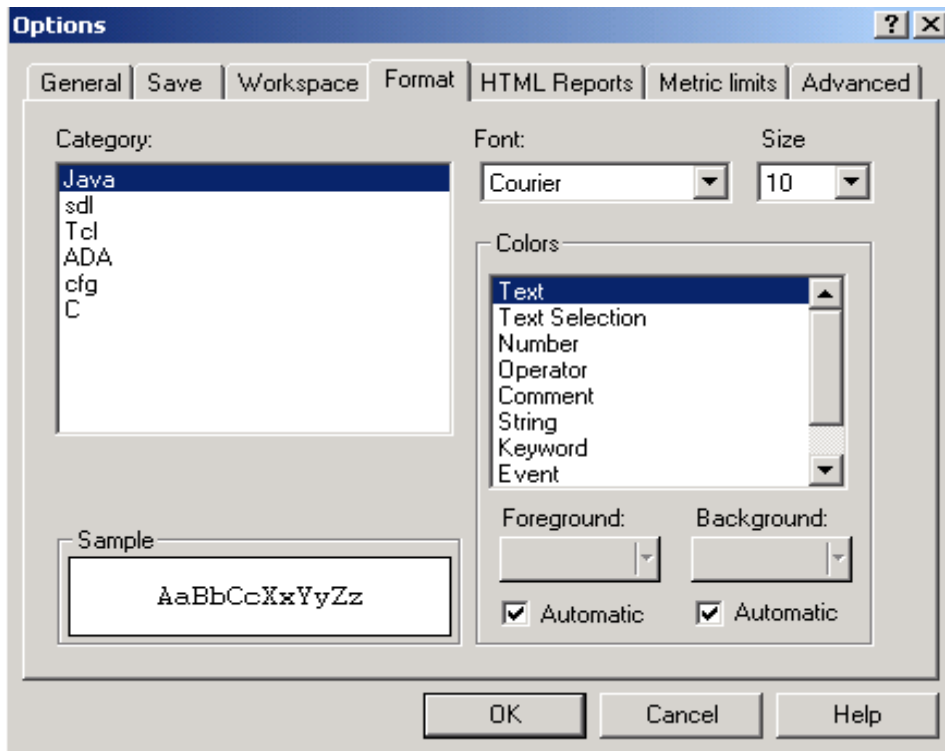 Options
General Save Workspace Format HTML Reports Metric limits Advanced
Category:
Java
sdl
Tcl
ADA
cfg
C
Font:
Courier
Size
10
Colors
Text
Text Selection
Number
Operator
Comment
String
Keyword
Event
Foreground: Background:
Automatic Automatic
Sample
AaBbCcXxYyZz
OK Cancel Help